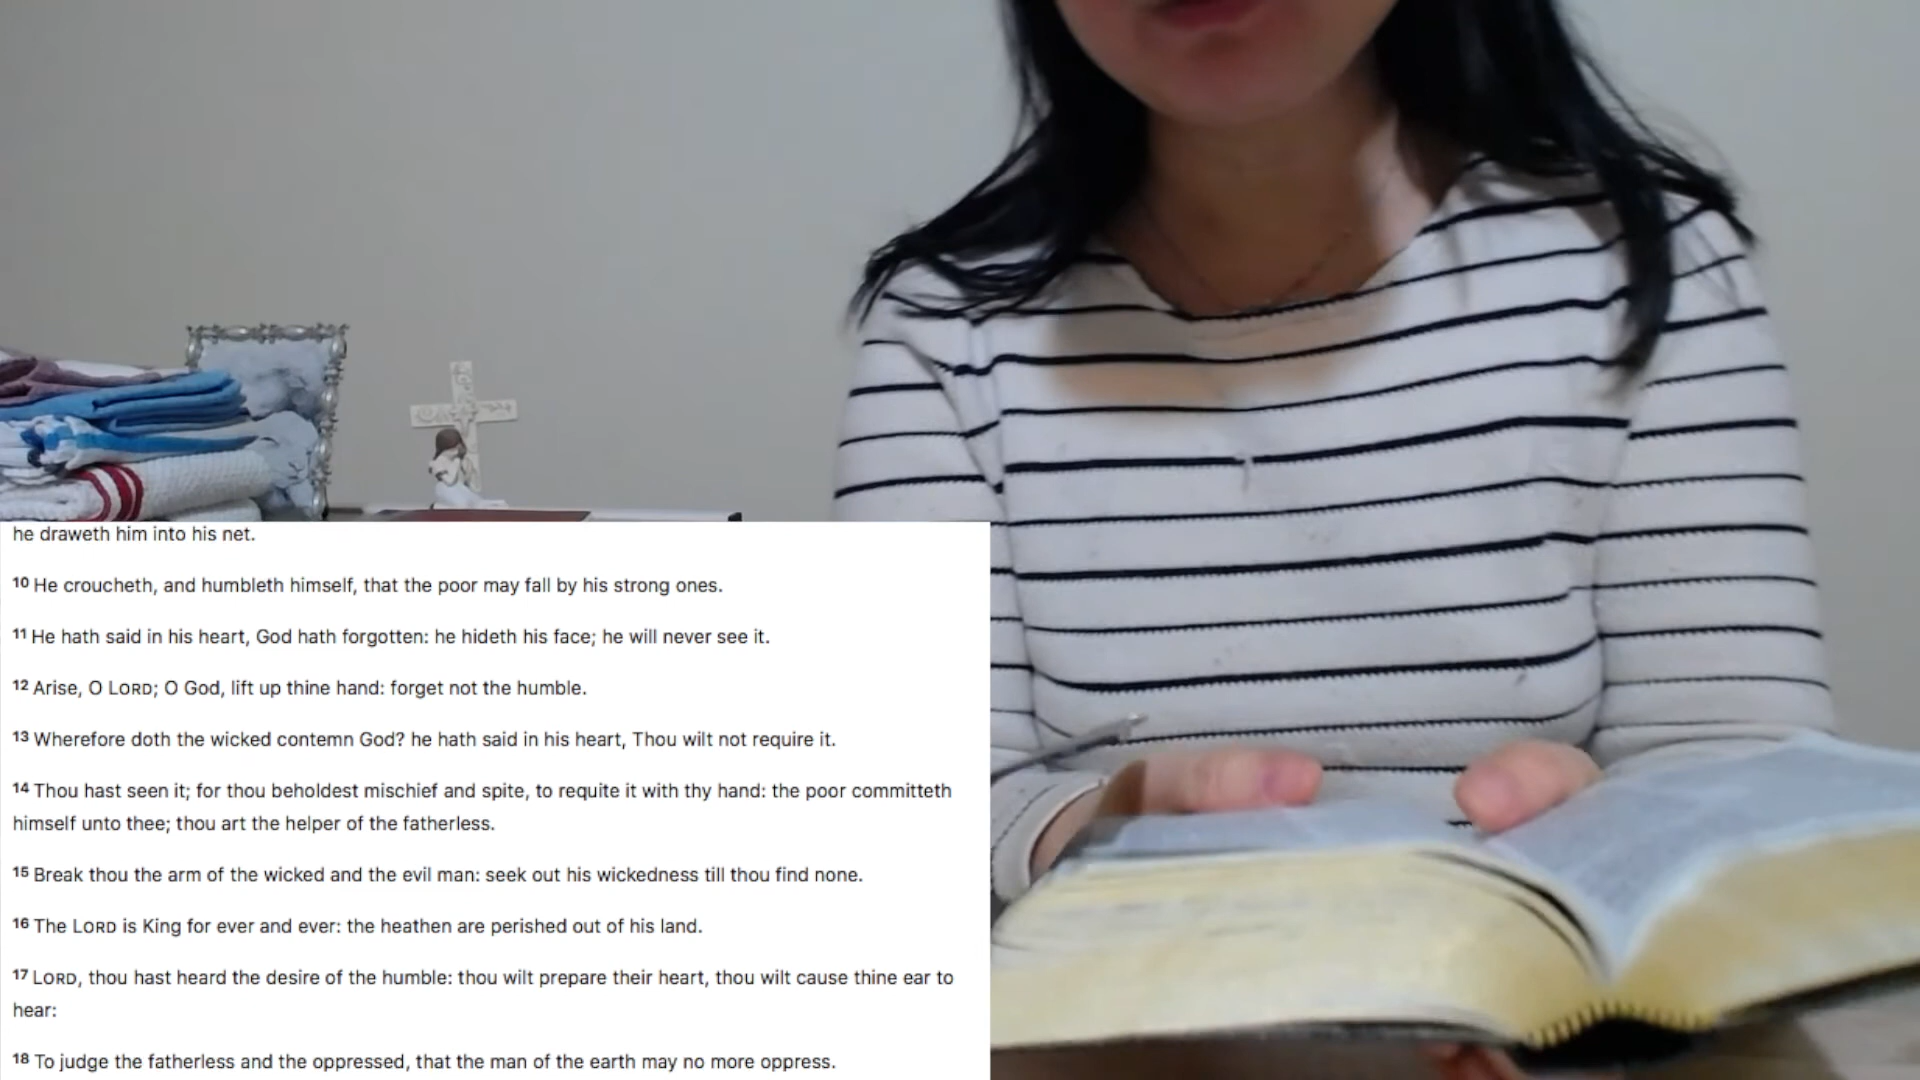 he draweth him into his net.
10 He croucheth, and humbleth himself, that the poor may fall by his strong ones.
11 He hath said in his heart, God hath forgotten: he hideth his face; he will never see it.
12 Arise, O LORD; O God, lift up thine hand: forget not the humble.
13 Wherefore doth the wicked contemn God? he hath said in his heart, Thou wilt not require it.
14 Thou hast seen it; for thou beholdest mischief and spite, to requite it with thy hand: the poor committeth
himself unto thee; thou art the helper of the fatherless.
15 Break thou the arm of the wicked and the evil man: seek out his wickedness till thou find none.
16 The LORD is King for ever and ever: the heathen are perished out of his land.
17 LORD, thou hast heard the desire of the humble: thou wilt prepare their heart, thou wilt cause thine ear to
hear:
18 To judge the fatherless and the oppressed, that the man of the earth may no more oppress.